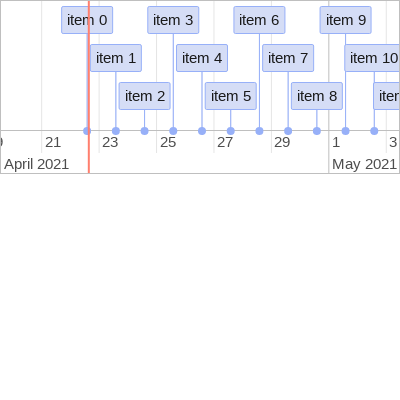 item 0 item 3 item 6 item 9
item 1 item 4 item 7 item 10
item 2 item 5 item 8
21 23 25 27 29 1 3
April 2021 May 2021